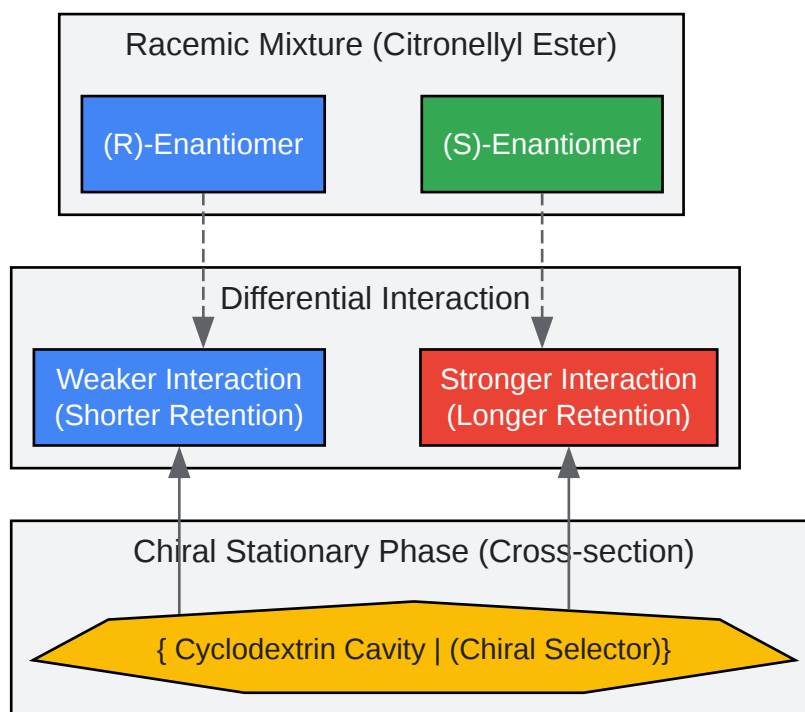 Racemic Mixture (Citronellyl Ester)
(R)-Enantiomer
(S)-Enantiomer
Differential Interaction
Weaker Interaction
(Shorter Retention)
Stronger Interaction
(Longer Retention)
Chiral Stationary Phase (Cross-section)
{ Cyclodextrin Cavity | (Chiral Selector)}